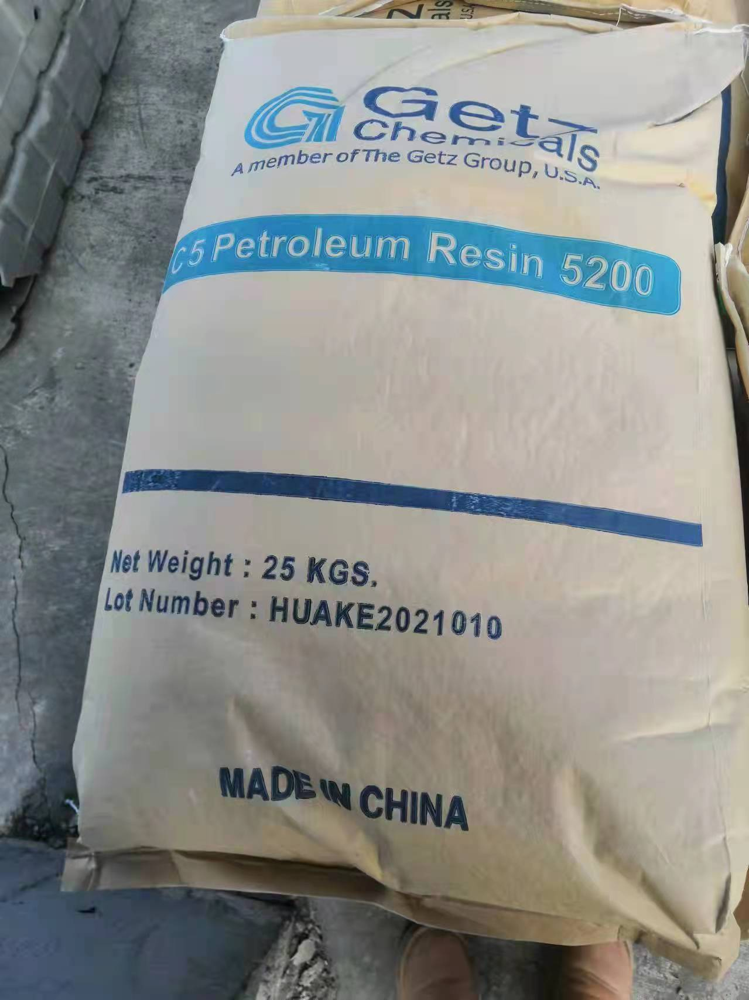 Z
als
U.S.A
Getz
Chemicals
A member of The Getz Group, U.S.A.
C5 Petroleum Resin 5200
Net Weight : 25 KGS.
Lot Number : HUAKE2021010
MADE IN CHINA